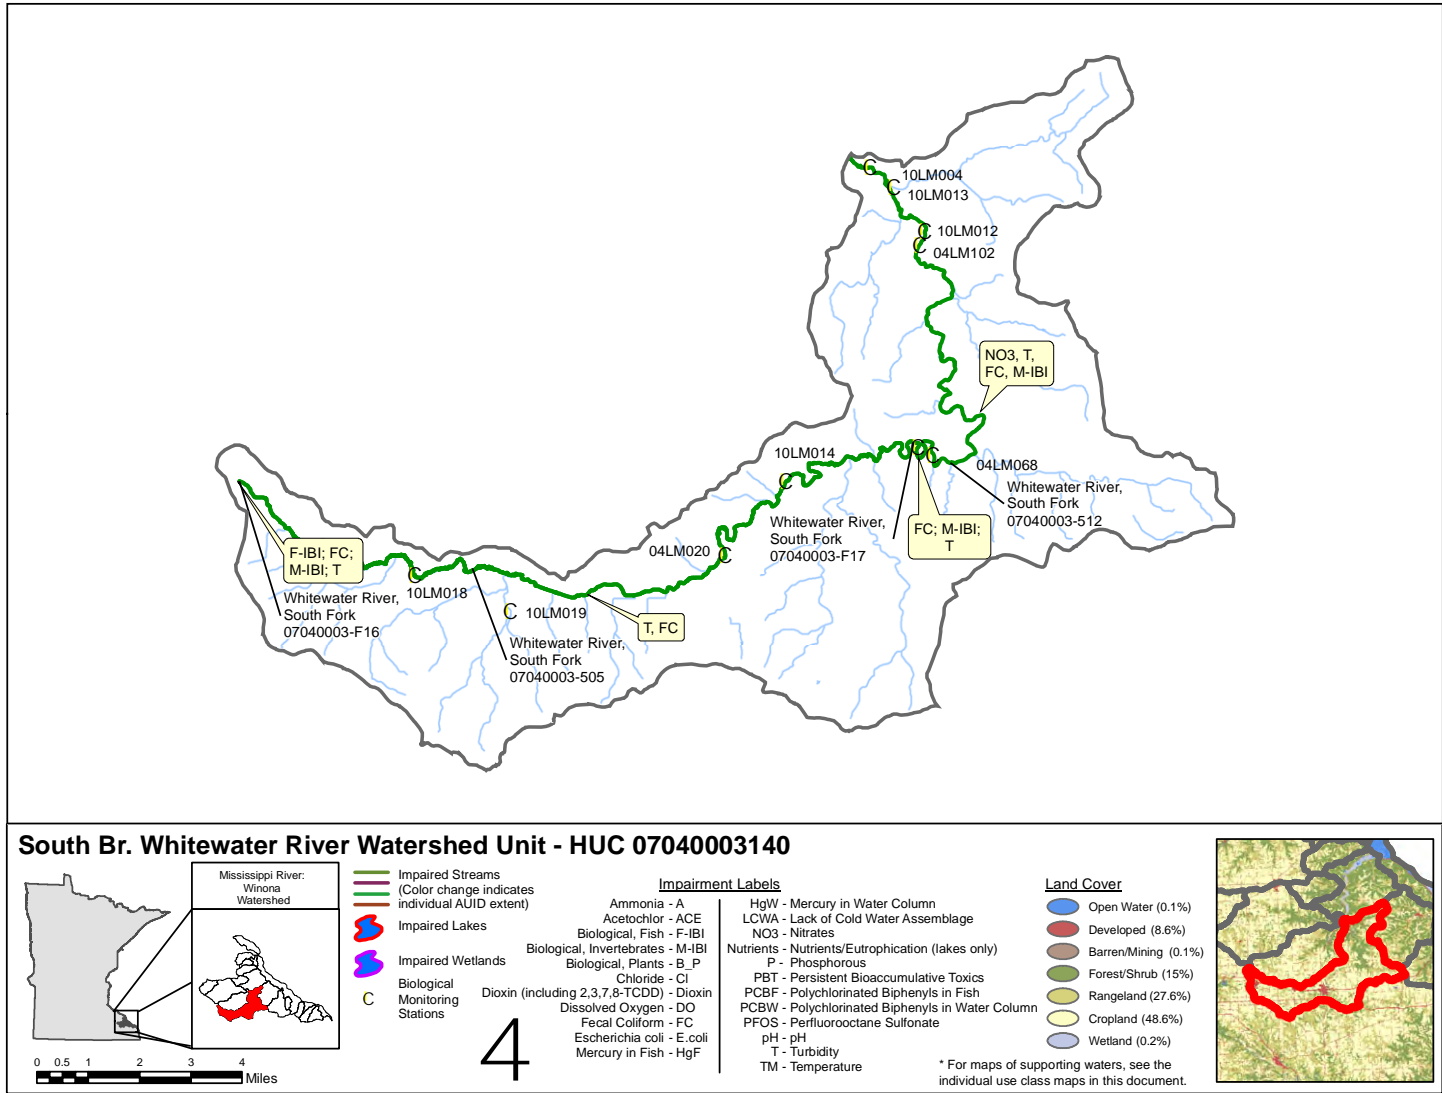 10LM004
10LM013
10LM012
04LM102
NO3, T,
FC, M-IBI
10LM014
04LM068
Whitewater River,
South Fork
07040003-512
Whitewater River,
South Fork
07040003-F17
FC; M-IBI;
T
04LM020
F-IBI; FC;
M-IBI; T
10LM018
Whitewater River,
South Fork
07040003-F16
10LM019
T, FC
Whitewater River,
South Fork
07040003-505
South Br. Whitewater River Watershed Unit - HUC 07040003140
Mississippi River:
Winona
Watershed
0 0.5 1 2 3 4
Miles
Impaired Streams
(Color change indicates
individual AUID extent)
Impaired Lakes
Impaired Wetlands
C Biological
Monitoring
Stations
4
Impairment Labels
Ammonia - A
Acetochlor - ACE
Biological, Fish - F-IBI
Biological, Invertebrates - M-IBI
Biological, Plants - B_P
Chloride - Cl
Dioxin (including 2,3,7,8-TCDD) - Dioxin
Dissolved Oxygen - DO
Fecal Coliform - FC
Escherichia coli - E.coli
Mercury in Fish - HgF
HgW - Mercury in Water Column
LCWA - Lack of Cold Water Assemblage
NO3 - Nitrates
Nutrients - Nutrients/Eutrophication (lakes only)
P - Phosphorous
PBT - Persistent Bioaccumulative Toxics
PCBF - Polychlorinated Biphenyls in Fish
PCBW - Polychlorinated Biphenyls in Water Column
PFOS - Perfluorooctane Sulfonate
pH - pH
T - Turbidity
TM - Temperature
Land Cover
Open Water (0.1%)
Developed (8.6%)
Barren/Mining (0.1%)
Forest/Shrub (15%)
Rangeland (27.6%)
Cropland (48.6%)
Wetland (0.2%)
* For maps of supporting waters, see the
individual use class maps in this document.